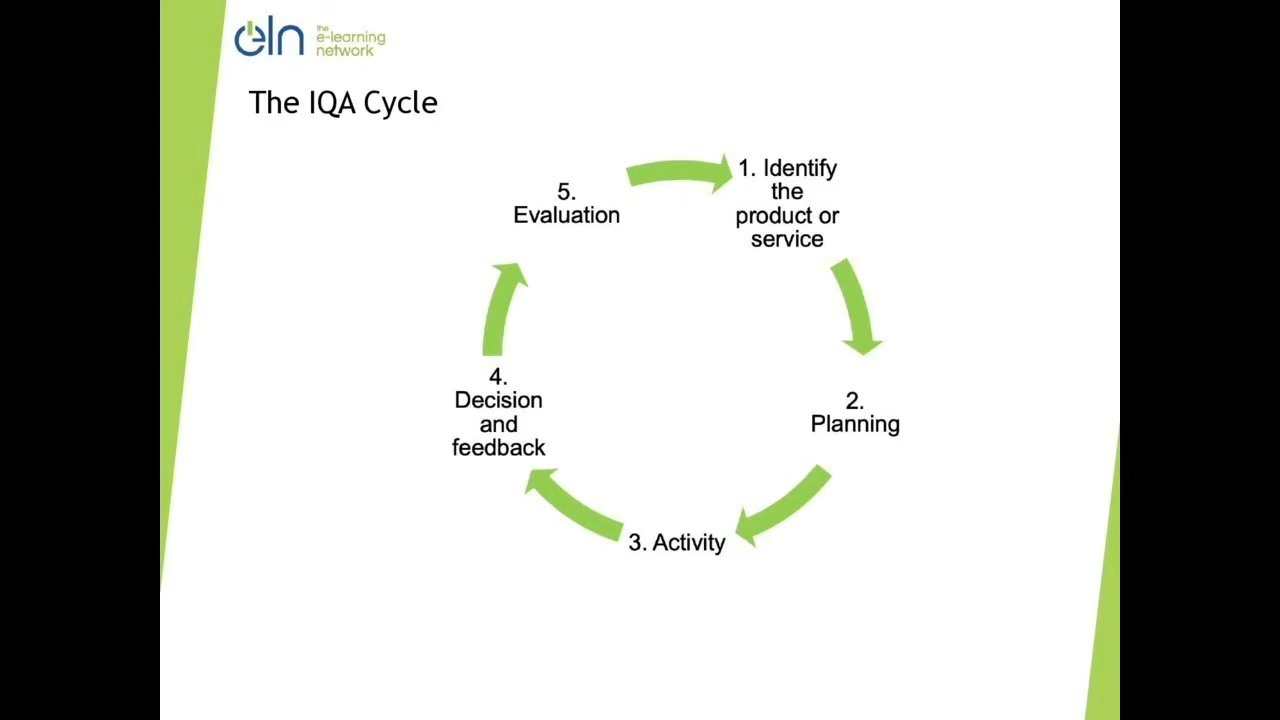 eln
the
e-learning
network
The IQA Cycle
1. Identify
the
product or
service
2.
Planning
3. Activity
4.
Decision
and
feedback
5.
Evaluation